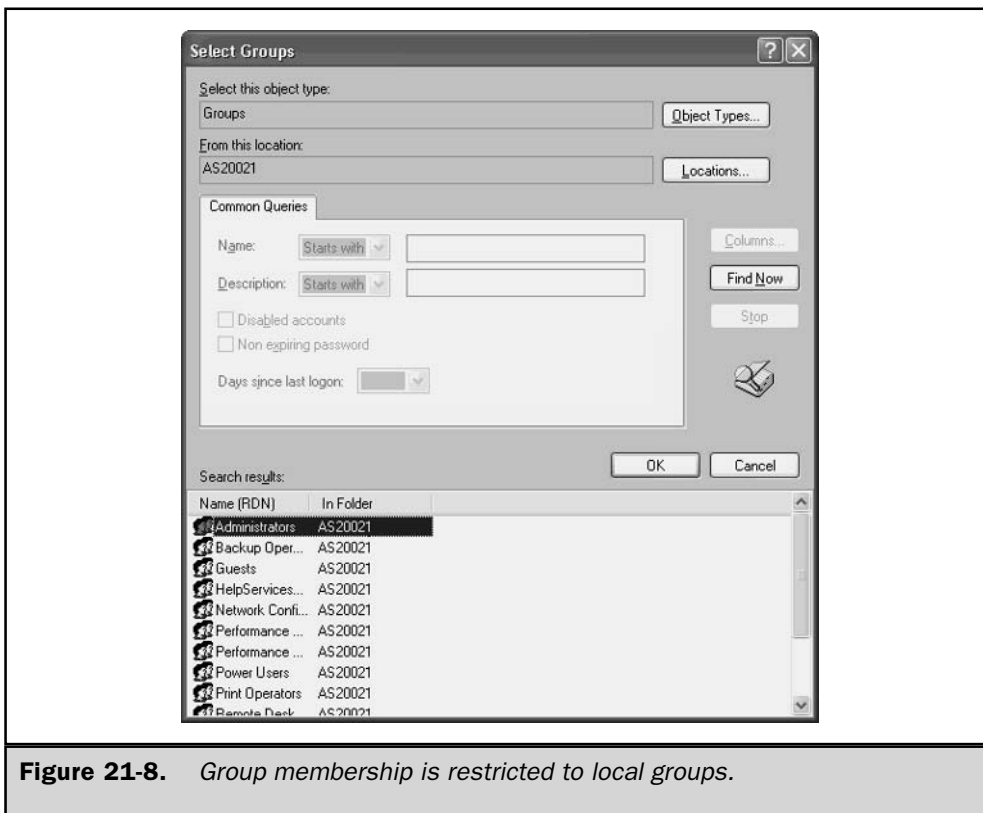 Select Groups
Select this object type:
Groups
Object Types...
From this location:
AS20021
Locations...
Common Queries
Name: Starts with
Columns...
Description: Starts with
Find Now
Disabled accounts
Stop
Non expiring password
Days since last logon:
OK Cancel
Search results:
Name (RDN) In Folder
Administrators AS20021
Backup Oper... AS20021
Guests AS20021
HelpServices... AS20021
Network Confi... AS20021
Performance ... AS20021
Performance ... AS20021
Power Users AS20021
Print Operators AS20021
Remote Desk... AS20021
Figure 21-8. Group membership is restricted to local groups.